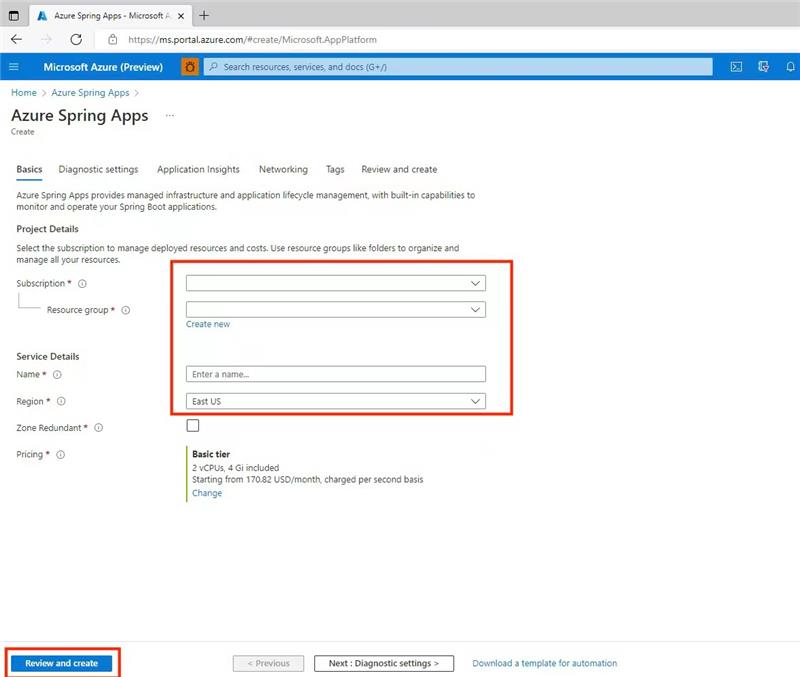 Azure Spring Apps - Microsoft A
https://ms.portal.azure.com/#create/Microsoft.AppPlatform
Microsoft Azure (Preview)
Search resources, services, and docs (G+/)
Home > Azure Spring Apps >
Azure Spring Apps ...
Create
Basics Diagnostic settings Application Insights Networking Tags Review and create
Azure Spring Apps provides managed infrastructure and application lifecycle management, with built-in capabilities to
monitor and operate your Spring Boot applications.
Project Details
Select the subscription to manage deployed resources and costs. Use resource groups like folders to organize and
manage all your resources.
Subscription *
Resource group *
Create new
Service Details
Name * Enter a name...
Region * East US
Zone Redundant *
Pricing * Basic tier
2 vCPUs, 4 Gi included
Starting from 170.82 USD/month, charged per second basis
Change
Review and create < Previous Next : Diagnostic settings > Download a template for automation